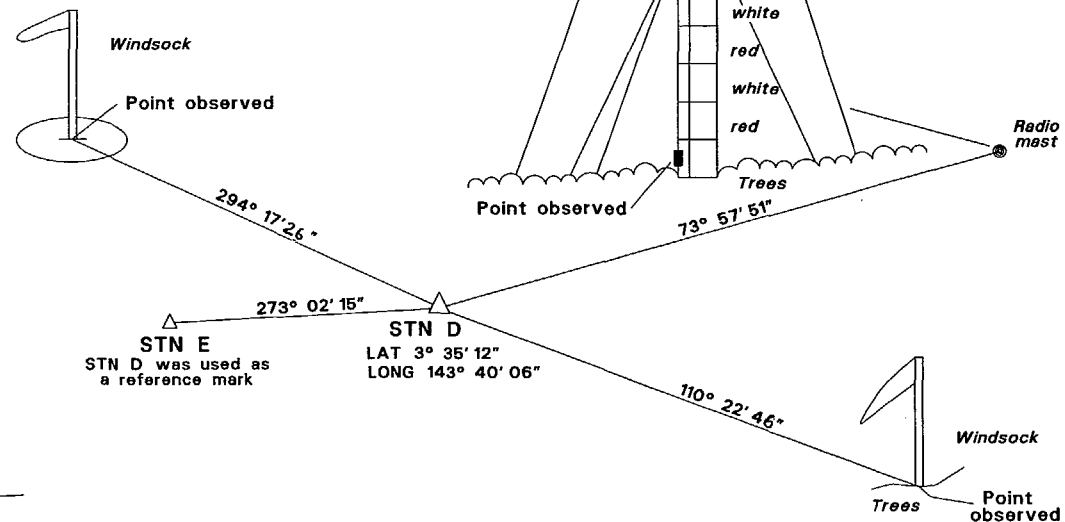 white
red
white
red
Trees
Point observed
Windsock
Point observed
Radio
mast
294° 17'26"
73° 57' 51"
273° 02' 15"
STN E
STN D was used as
a reference mark
STN D
LAT 3° 35' 12"
LONG 143° 40' 06"
110° 22' 46"
Windsock
Trees
Point
observed